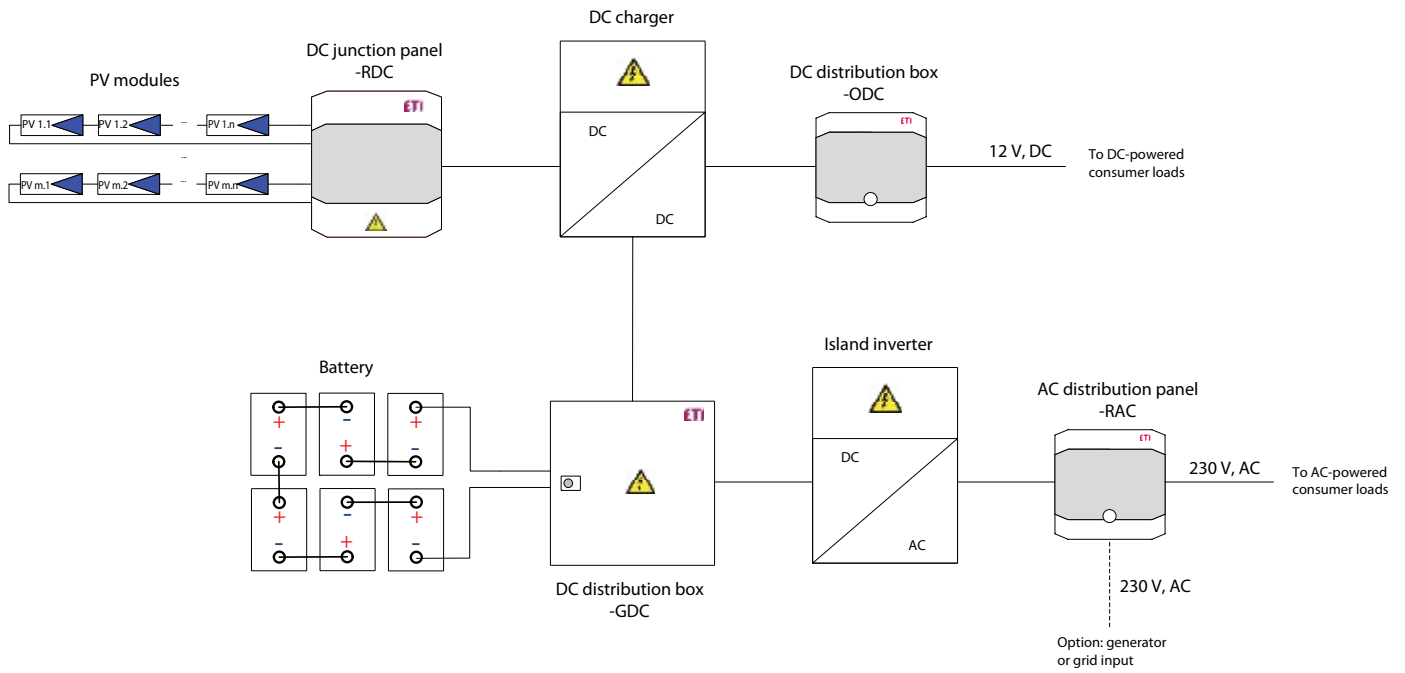 DC charger
DC junction panel
-RDC
PV modules
DC distribution box
-ODC
ETI
ETI
PV 1.1
PV 1.2
...
PV 1.n
DC
12 V, DC
To DC-powered
consumer loads
...
PV m.1
PV m.2
...
PV m.n
DC
Island inverter
Battery
AC distribution panel
-RAC
ETI
ETI
+
-
+
-
+
-
DC
230 V, AC
To AC-powered
consumer loads
+
-
+
-
+
-
AC
DC distribution box
-GDC
230 V, AC
Option: generator
or grid input